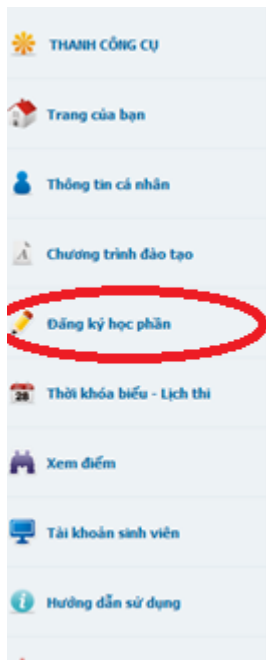 THANH CÔNG CỤ
Trang của bạn
Thông tin cá nhân
Chương trình đào tạo
Đăng ký học phần
28
Thời khóa biểu - Lịch thi
Xem điểm
Tài khoản sinh viên
Hướng dẫn sử dụng